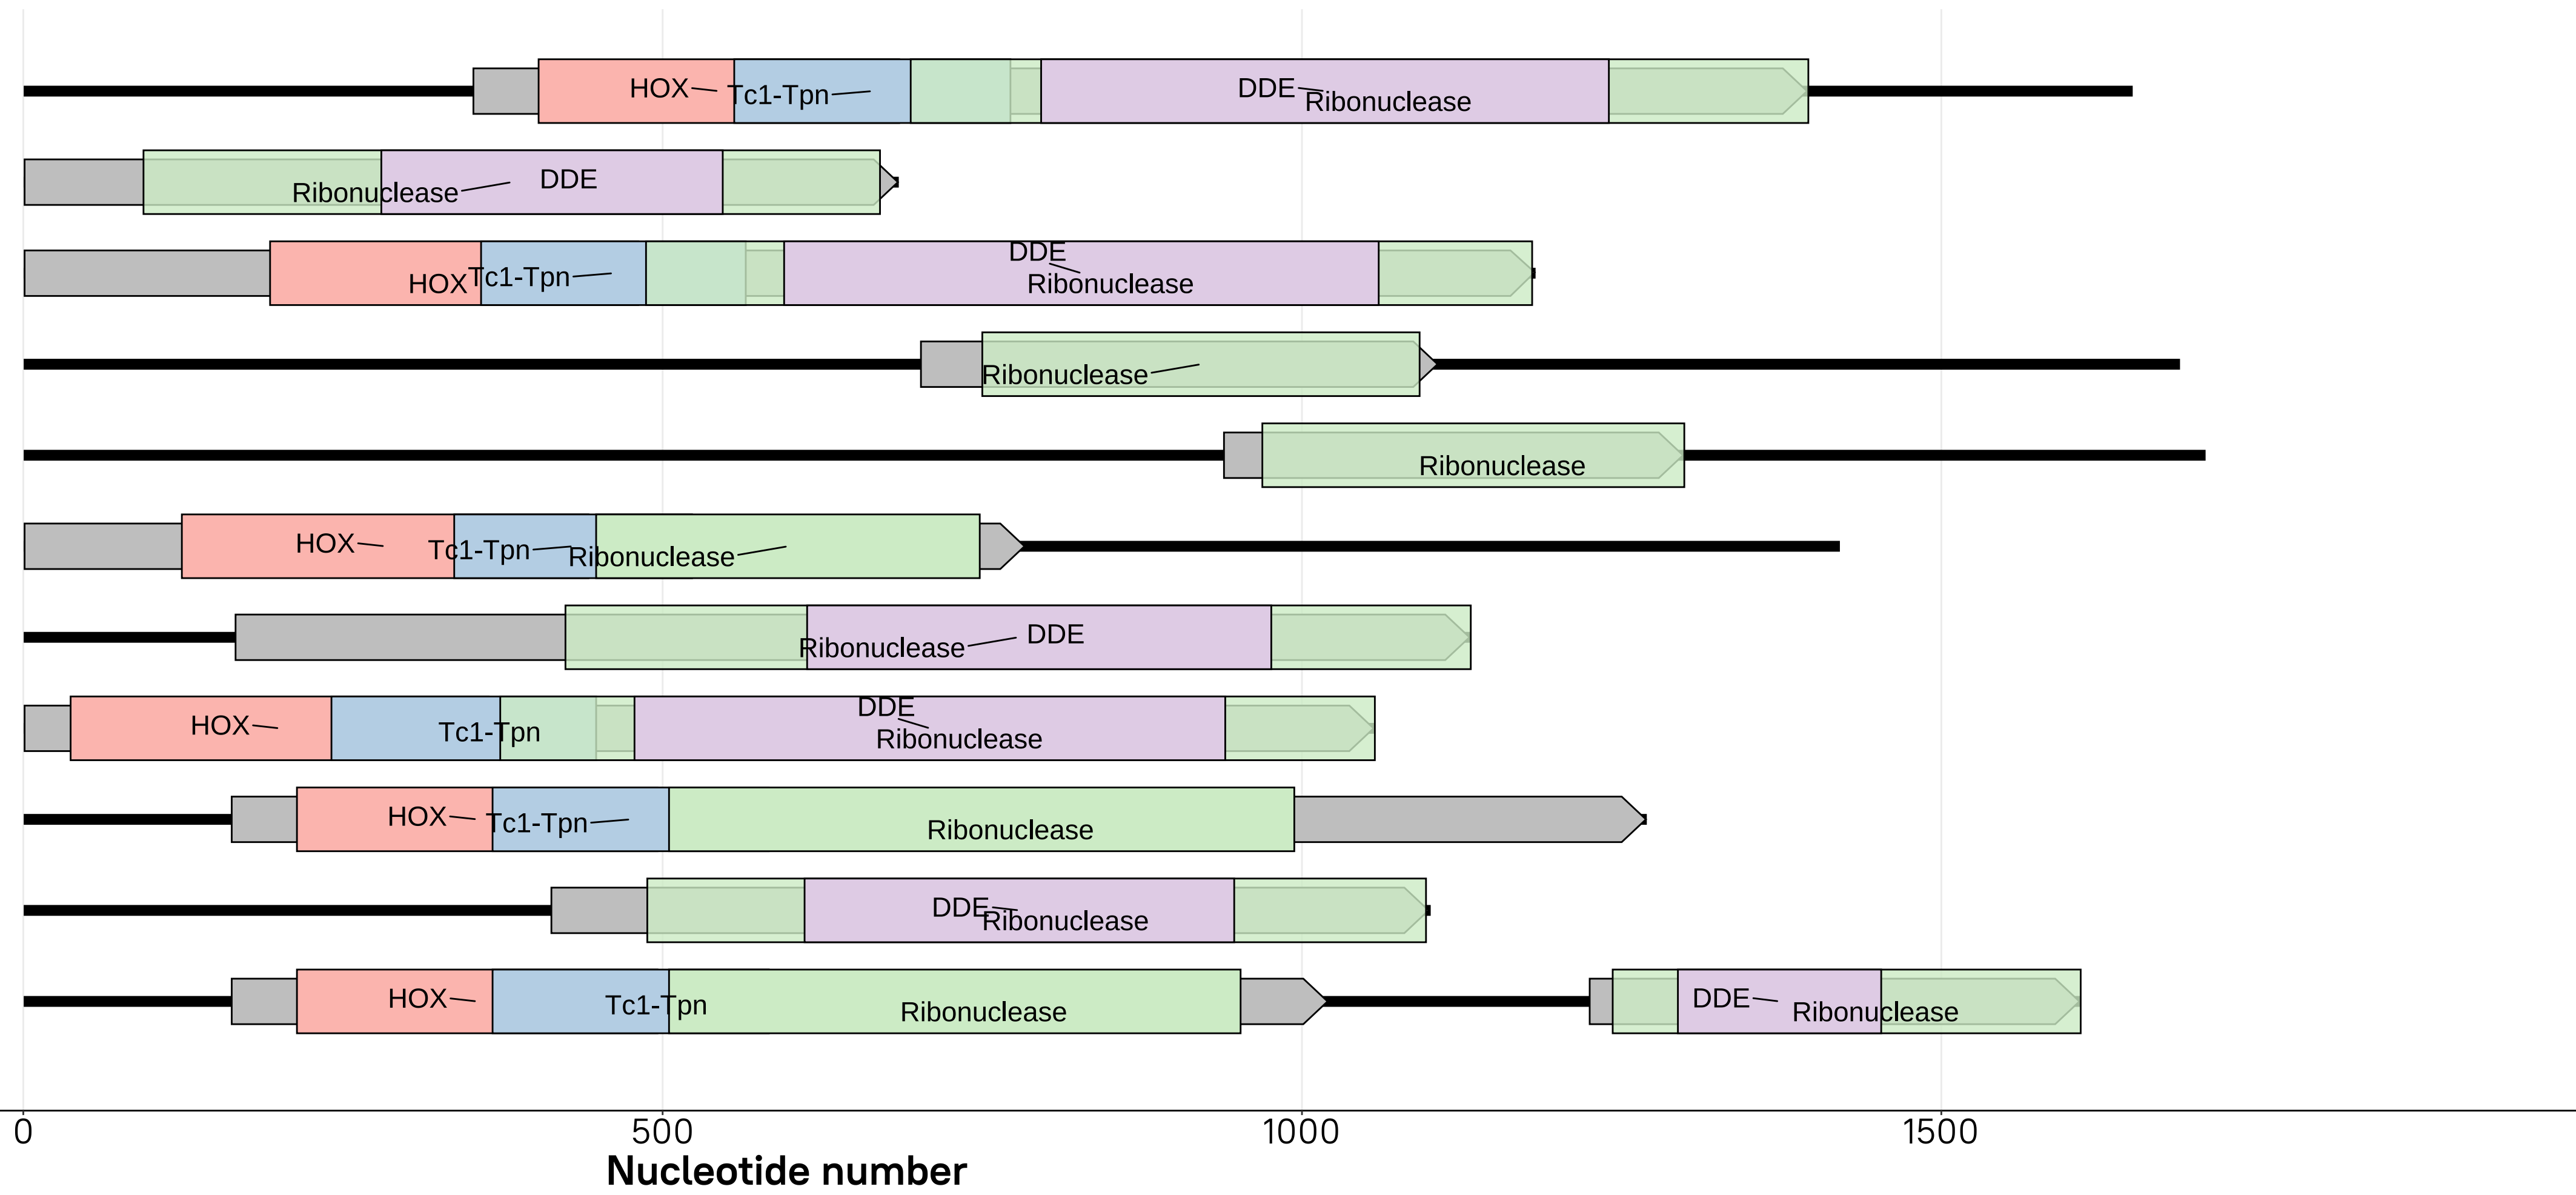 HOX Tc1-Tpn DDE Ribonuclease
Ribonuclease DDE
HOX Tc1-Tpn DDE Ribonuclease
Ribonuclease
Ribonuclease
HOX Tc1-Tpn Ribonuclease
Ribonuclease DDE
HOX Tc1-Tpn DDE Ribonuclease
HOX Tc1-Tpn Ribonuclease
DDE Ribonuclease
HOX Tc1-Tpn Ribonuclease DDE Ribonuclease
0 500 1000 1500
Nucleotide number